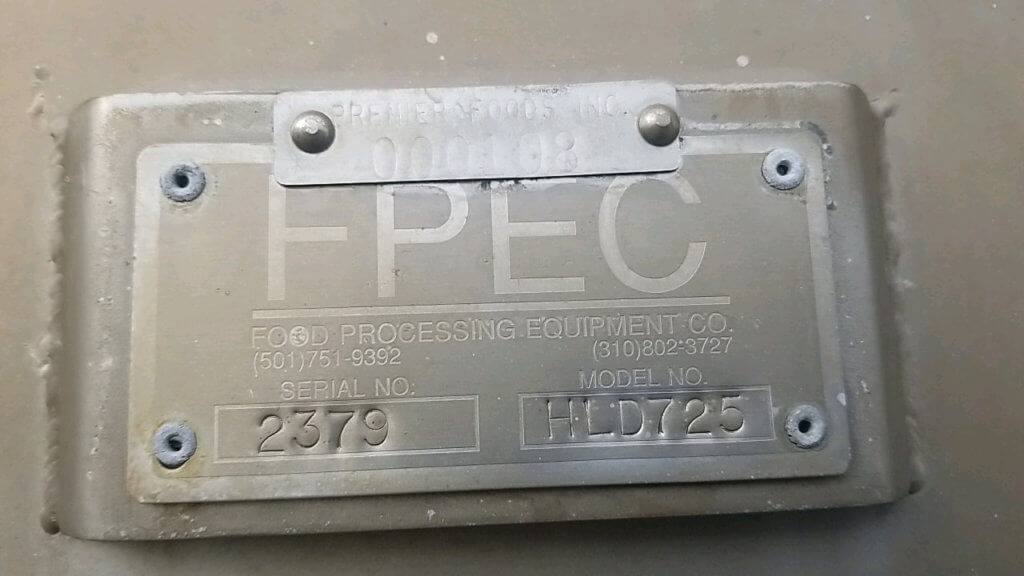 PREMIER FOODS INC.
000108
FPEC
FOOD PROCESSING EQUIPMENT CO.
(501)751-9392 (310)802-3727
SERIAL NO: MODEL NO.
2379 HLD725